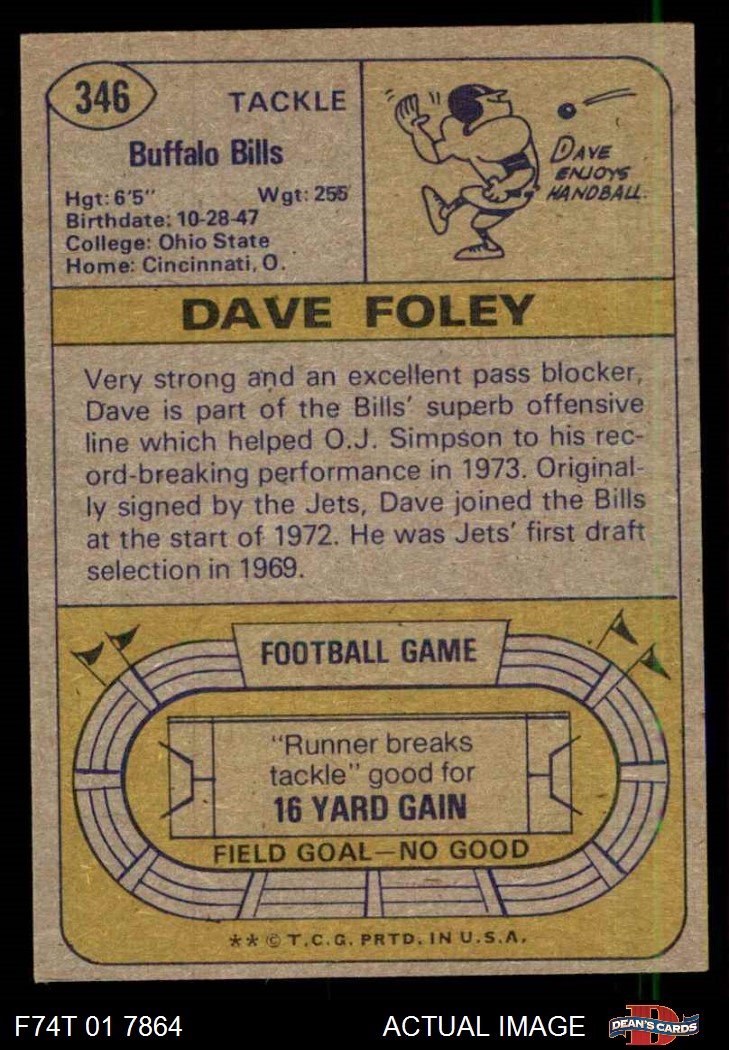 346
TACKLE
Buffalo Bills
Hgt: 6'5" Wgt: 255
Birthdate: 10-28-47
College: Ohio State
Home: Cincinnati, O.
DAVE
ENJOYS
HANDBALL.
DAVE FOLEY
Very strong and an excellent pass blocker,
Dave is part of the Bills' superb offensive
line which helped O.J. Simpson to his rec-
ord-breaking performance in 1973. Original-
ly signed by the Jets, Dave joined the Bills
at the start of 1972. He was Jets' first draft
selection in 1969.
FOOTBALL GAME
"Runner breaks
tackle" good for
16 YARD GAIN
FIELD GOAL—NO GOOD
** © T.C.G. PRTD. IN U.S.A.
F74T 01 7864 ACTUAL IMAGE
D
DEAN'S CARDS